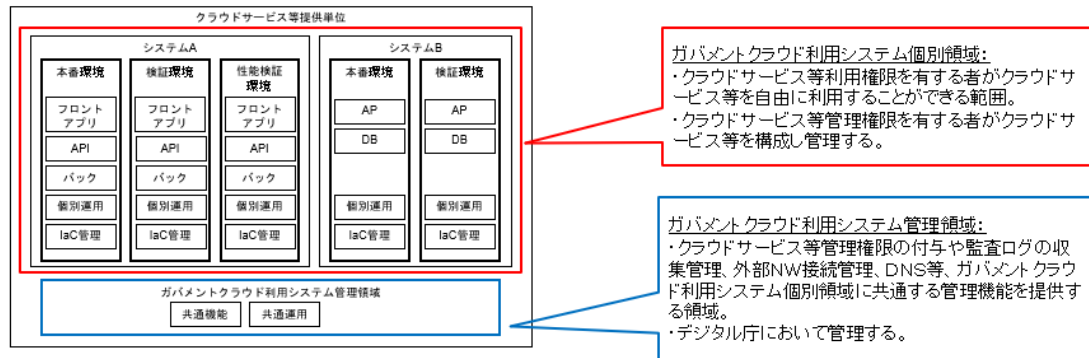 クラウドサービス等提供単位
システムA
本番環境
フロント
アプリ
API
バック
個別運用
IaC管理
検証環境
フロント
アプリ
API
バック
個別運用
IaC管理
性能検証
環境
フロント
アプリ
API
バック
個別運用
IaC管理
システムB
本番環境
AP
DB
個別運用
IaC管理
検証環境
AP
DB
個別運用
IaC管理
ガバメントクラウド利用システム管理領域
共通機能
共通運用
ガバメントクラウド利用システム個別領域:
・クラウドサービス等利用権限を有する者がクラウドサ
ービス等を自由に利用することができる範囲。
・クラウドサービス等管理権限を有する者がクラウドサ
ービス等を構成し管理する。
ガバメントクラウド利用システム管理領域:
・クラウドサービス等管理権限の付与や監査ログの収
集管理、外部NW接続管理、DNS等、ガバメントクラウ
ド利用システム個別領域に共通する管理機能を提供す
る領域。
・デジタル庁において管理する。